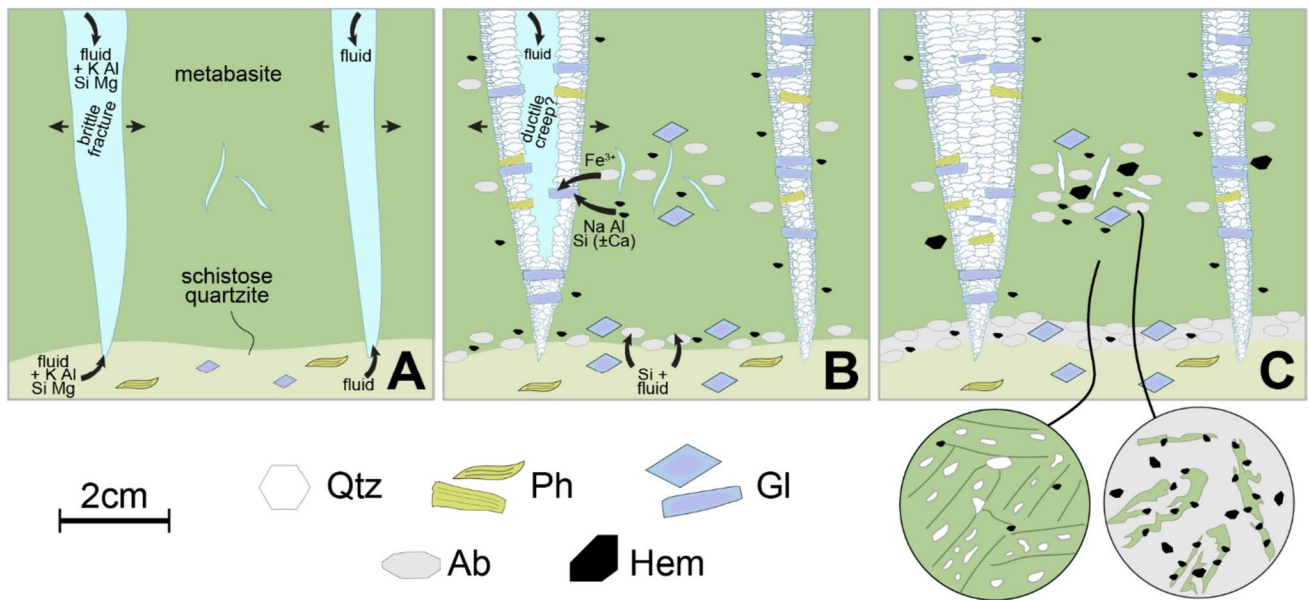 fluid
+ K Al
Si Mg
brittle
fracture
metabasite
fluid
schistose
quartzite
fluid
+ K Al
Si Mg
fluid
A
fluid
ductile
creep?
Fe³⁺
Na Al
Si (±Ca)
Si +
fluid
B
C
2cm
Qtz
Ph
Gl
Ab
Hem